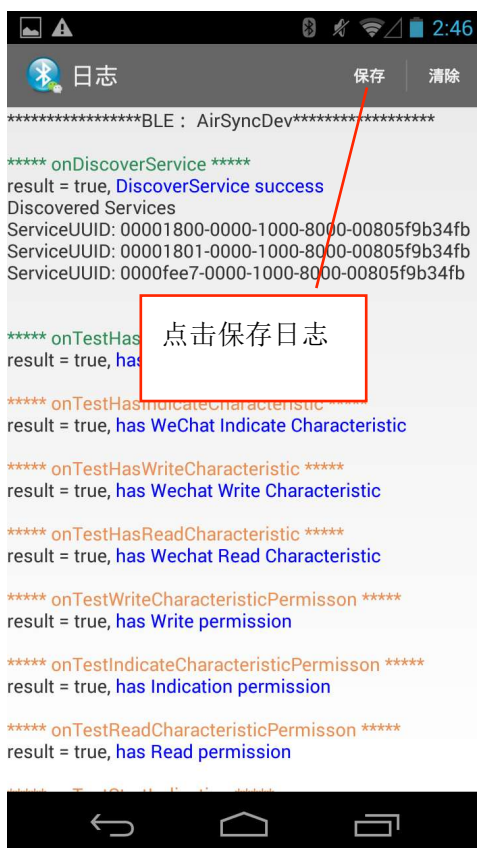 2:46
日志
保存
清除
*****************BLE： AirSyncDev******************
***** onDiscoverService *****
result = true, DiscoverService success
Discovered Services
ServiceUUID: 00001800-0000-1000-8000-00805f9b34fb
ServiceUUID: 00001801-0000-1000-8000-00805f9b34fb
ServiceUUID: 0000fee7-0000-1000-8000-00805f9b34fb
点击保存日志
***** onTestHas
result = true, has
***** onTestHasIndicateCharacteristic *****
result = true, has WeChat Indicate Characteristic
***** onTestHasWriteCharacteristic *****
result = true, has Wechat Write Characteristic
***** onTestHasReadCharacteristic *****
result = true, has Wechat Read Characteristic
***** onTestWriteCharacteristicPermisson *****
result = true, has Write permission
***** onTestIndicateCharacteristicPermisson *****
result = true, has Indication permission
***** onTestReadCharacteristicPermisson *****
result = true, has Read permission